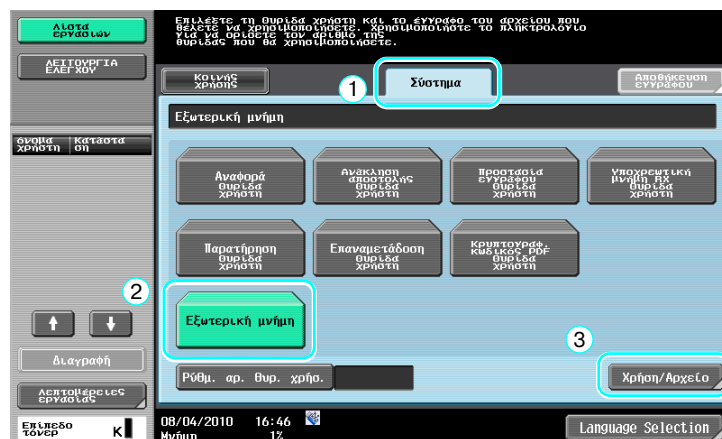 Λίστα
εργασιών
ΛΕΙΤΟΥΡΓΙΑ
ΕΛΕΓΧΟΥ
όνομα
χρήστη
Κατάστα
ση
2
Διαγραφή
Λεπτομέρειες
εργασίας
Επίπεδο
τόνερ
K
Επιλέξτε τη θυρίδα χρήστη και το έγγραφο του αρχείου που
θέλετε να χρησιμοποιήσετε. Χρησιμοποιήστε το πληκτρολόγιο
για να ορίσετε τον αριθμό της
θυρίδας που θα χρησιμοποιήσετε.
Κοινής
χρήσης
1
Σύστημα
Αποθήκευση
εγγράφου
Εξωτερική μνήμη
Αναφορά
θυρίδα
χρήστη
Ανάκληση
αποστολής
θυρίδα
χρήστη
Προστασία
εγγράφου
θυρίδα
χρήστη
Υποχρεωτική
μνήμη RX
θυρίδα
χρήστη
Παρατήρηση
θυρίδα
χρήστη
Επαναμετάδοση
θυρίδα
χρήστη
Κρυπτογράφ.
κωδικός PDF
θυρίδα
χρήστη
Εξωτερική μνήμη
3
Ρύθμ. αρ. θυρ. χρήσ.
Χρήση/Αρχείο
08/04/2010 16:46
Μνήμη 1%
Language Selection